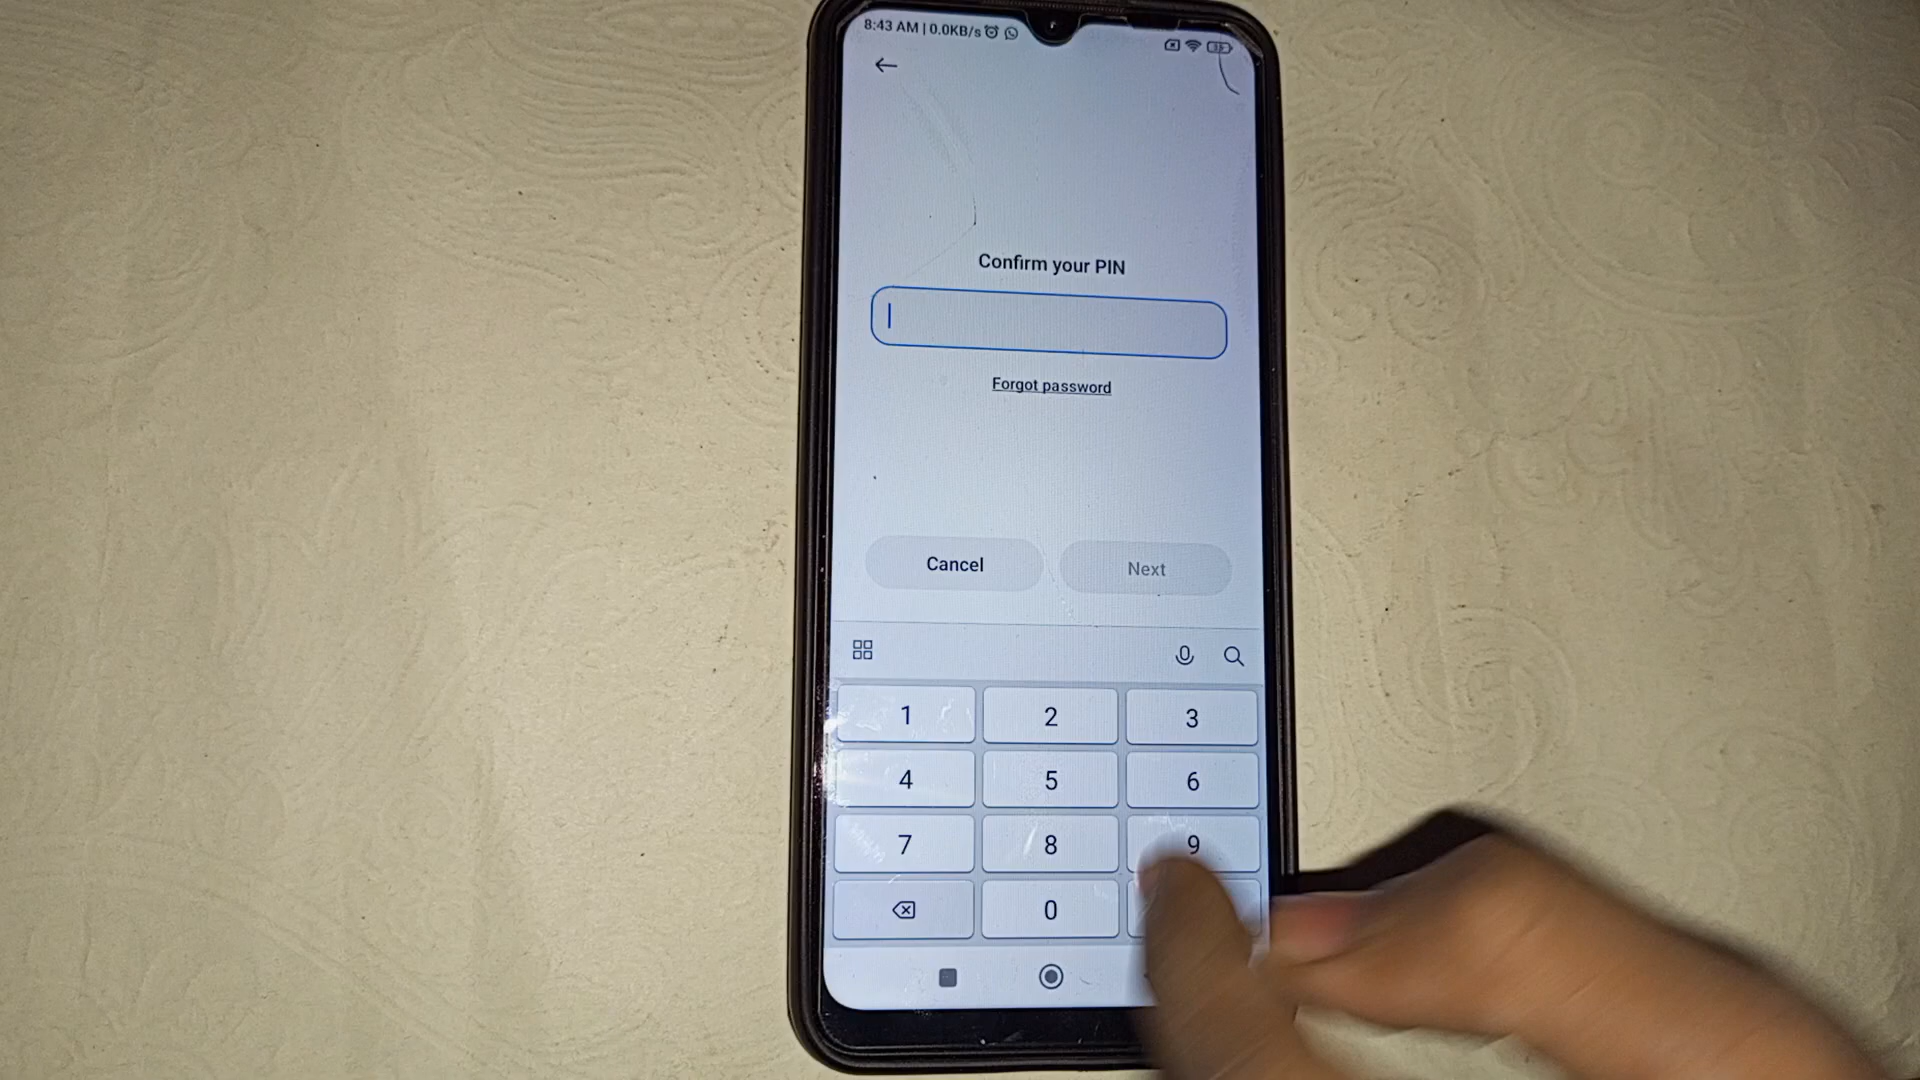 8:43 AM | 0.0KB/s
Confirm your PIN
Forgot password
Cancel Next
1 2 3
4 5 6
7 8 9
0